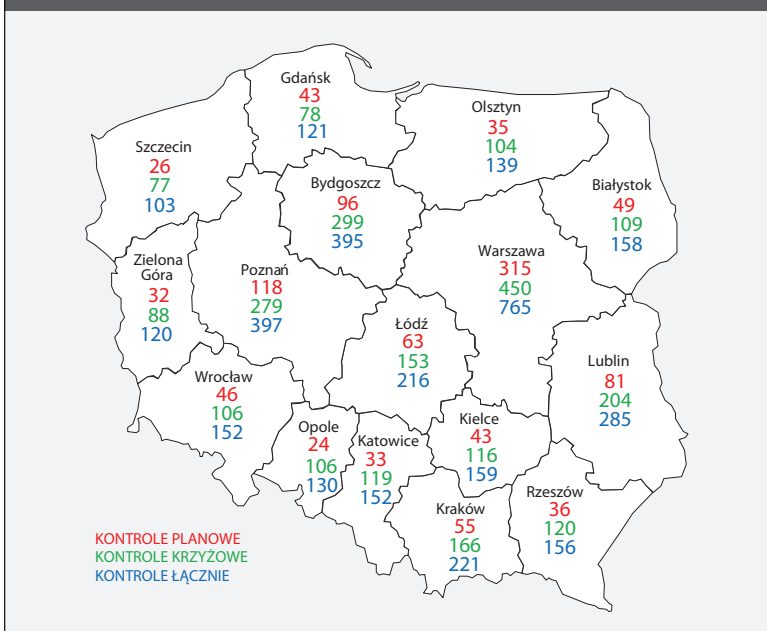 Gdańsk
43
78
121
Olsztyn
35
104
139
Szczecin
26
77
103
Bydgoszcz
96
299
395
Białystok
49
109
158
Zielona
Góra
32
88
120
Poznań
118
279
397
Warszawa
315
450
765
Łódź
63
153
216
Lublin
81
204
285
Wrocław
46
106
152
Opole
24
106
130
Katowice
33
119
152
Kielce
43
116
159
Kraków
55
166
221
Rzeszów
36
120
156
KONTROLE PLANOWE
KONTROLE KRZYŻOWE
KONTROLE ŁĄCZNIE